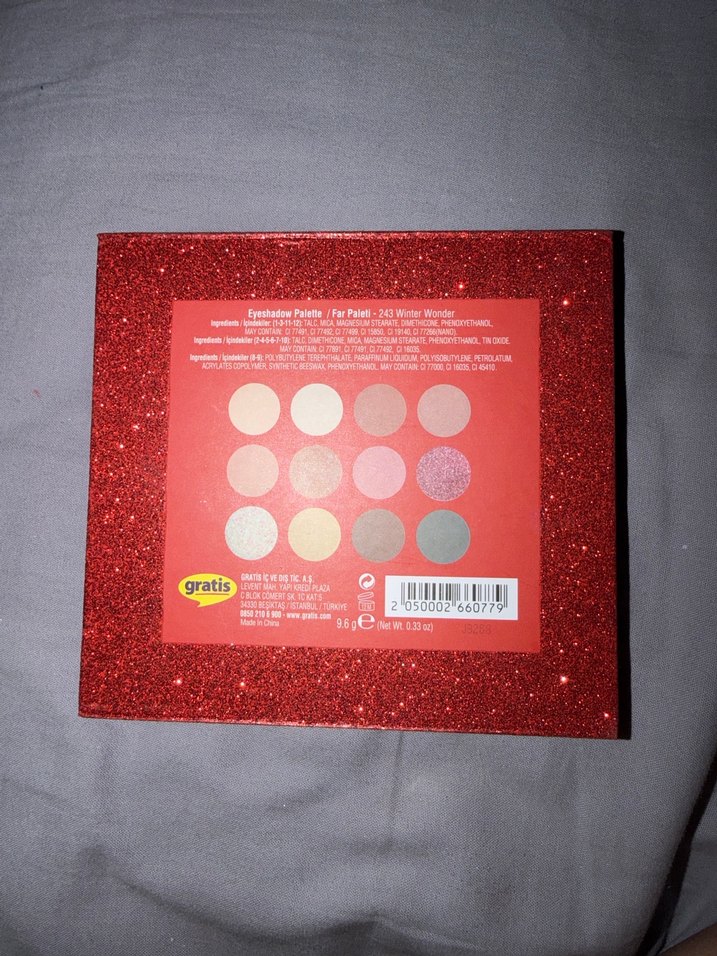 Eyeshadow Palette / Far Paleti - 243 Winter Wonder
Ingredients / İçindekiler: (1-3-11-12): TALC, MICA, MAGNESIUM STEARATE, DIMETHICONE, PHENOXYETHANOL,
MAY CONTAIN: CI 77491, CI 77492, CI 77499, CI 15850, CI 19140, CI 77266(NANO).
Ingredients / İçindekiler (2-4-5-6-7-10): TALC, DIMETHICONE, MICA, MAGNESIUM STEARATE, PHENOXYETHANOL, TIN OXIDE.
MAY CONTAIN: CI 77891, CI 77491, CI 77492, CI 16035.
Ingredients / İçindekiler (8-9): POLYBUTYLENE TEREPHTHALATE, PARAFFINUM LIQUIDUM, POLYISOBUTYLENE, PETROLATUM,
ACRYLATES COPOLYMER, SYNTHETIC BEESWAX, PHENOXYETHANOL. MAY CONTAIN: CI 77000, CI 16035, CI 45410.
gratis
GRATİS İÇ VE DIŞ TİC. A.Ş.
LEVENT MAH. YAPI KREDİ PLAZA
C BLOK CÖMERT SK. 1C KAT:5
34330 BEŞİKTAŞ / İSTANBUL / TÜRKİYE
0850 210 6 900 - www.gratis.com
Made In China
9.6 g e (Net Wt. 0.33 oz)
2 050002 660779